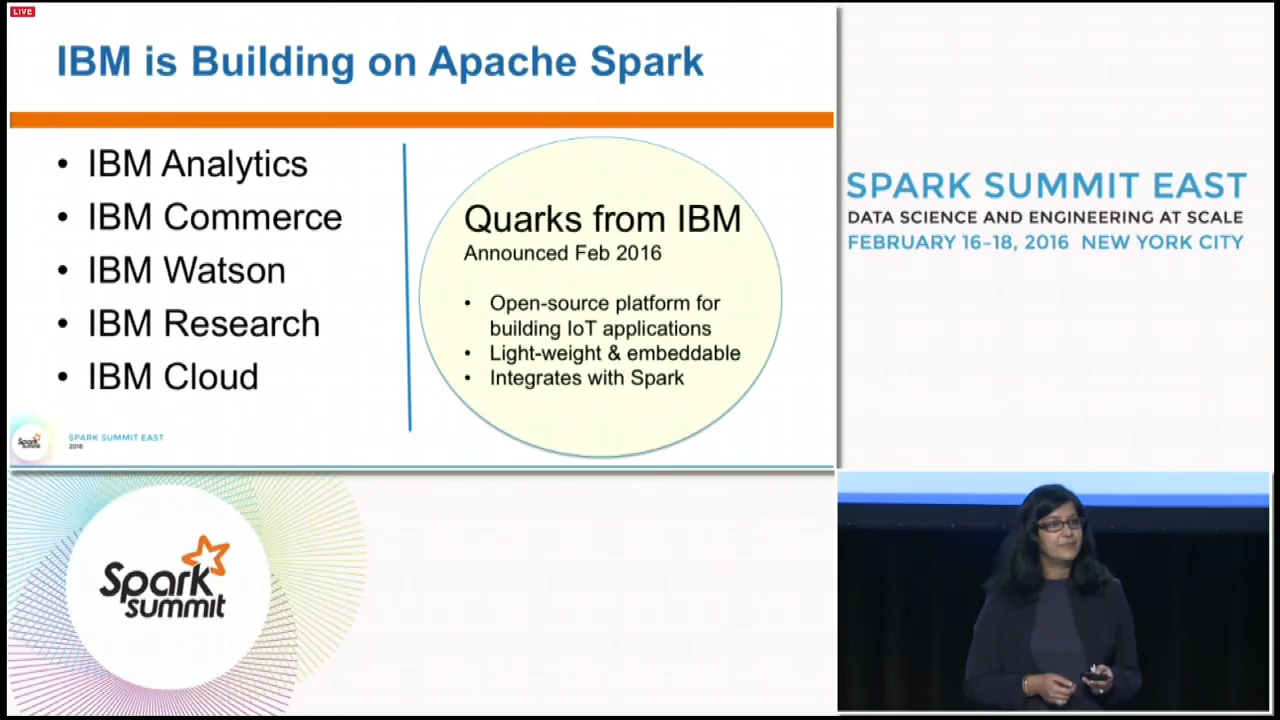 LIVE
IBM is Building on Apache Spark
• IBM Analytics
• IBM Commerce
• IBM Watson
• IBM Research
• IBM Cloud
Quarks from IBM
Announced Feb 2016
• Open-source platform for
building IoT applications
• Light-weight & embeddable
• Integrates with Spark
Spark
Summit
SPARK SUMMIT EAST
2016
SPARK SUMMIT EAST
DATA SCIENCE AND ENGINEERING AT SCALE
FEBRUARY 16-18, 2016 NEW YORK CITY
Spark
summit